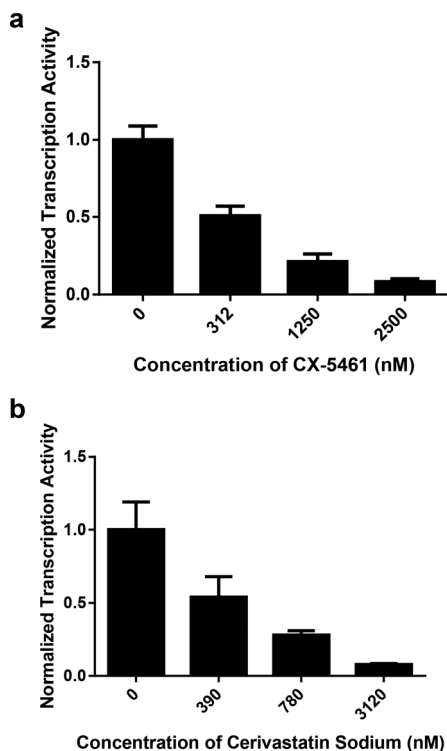 a
Normalized Transcription Activity
1.5
1.0
0.5
0.0
0
312
1250
2500
Concentration of CX-5461 (nM)
b
Normalized Transcription Activity
1.5
1.0
0.5
0.0
0
390
780
3120
Concentration of Cerivastatin Sodium (nM)